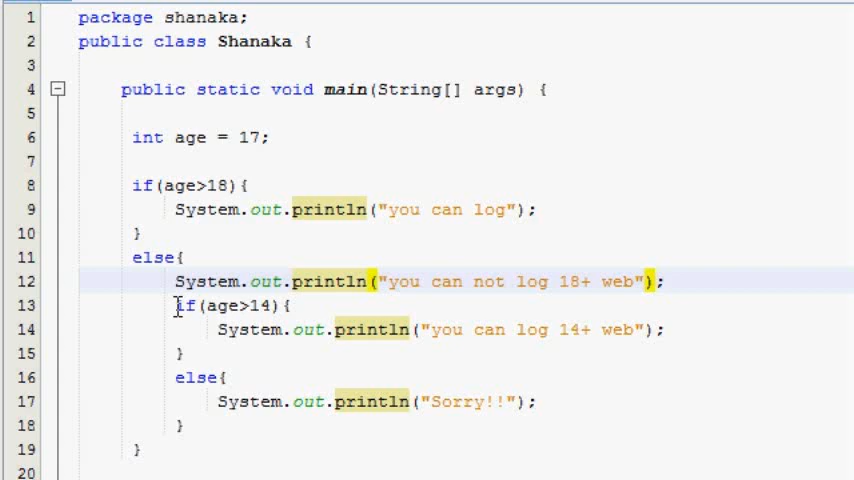 1 package shanaka;
2 public class Shanaka {
3
4 public static void main(String[] args) {
5
6 int age = 17;
7
8 if(age>18){
9 System.out.println("you can log");
10 }
11 else{
12 System.out.println("you can not log 18+ web");
13 if(age>14){
14 System.out.println("you can log 14+ web");
15 }
16 else{
17 System.out.println("Sorry!!");
18 }
19 }
20